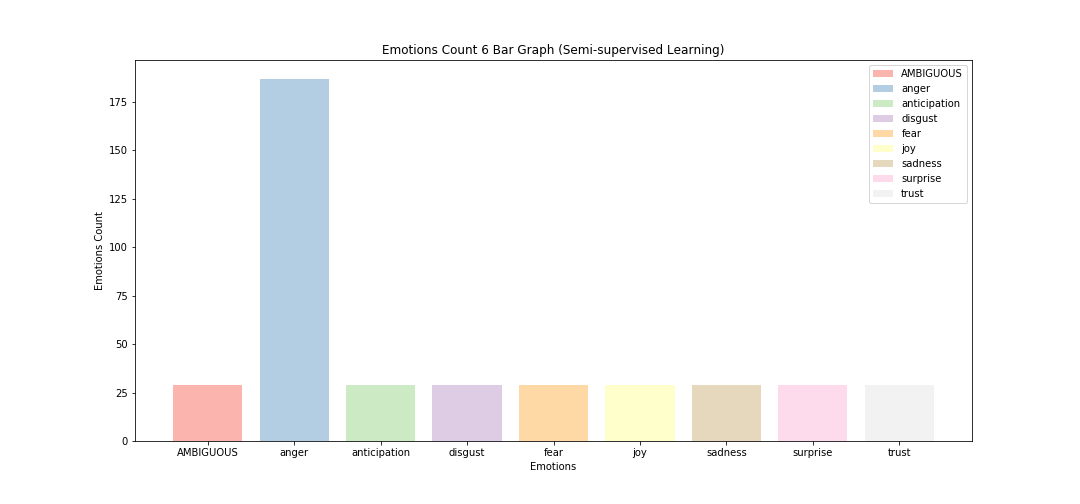 Emotions Count 6 Bar Graph (Semi-supervised Learning)
AMBIGUOUS
anger
anticipation
disgust
fear
joy
sadness
surprise
trust
175
150
125
100
75
50
25
0
Emotions Count
AMBIGUOUS anger anticipation disgust fear joy sadness surprise trust
Emotions